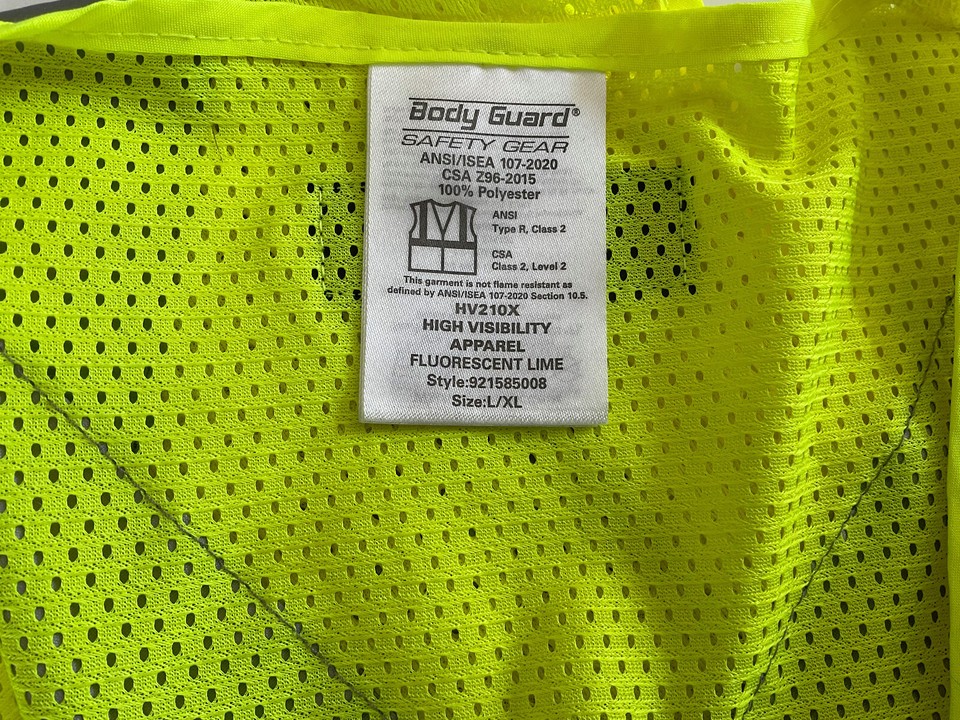 Body Guard®
SAFETY GEAR
ANSI/ISEA 107-2020
CSA Z96-2015
100% Polyester
ANSI
Type R, Class 2
CSA
Class 2, Level 2
This garment is not flame resistant as
defined by ANSI/ISEA 107-2020 Section 10.5.
HV210X
HIGH VISIBILITY
APPAREL
FLUORESCENT LIME
Style:921585008
Size:L/XL